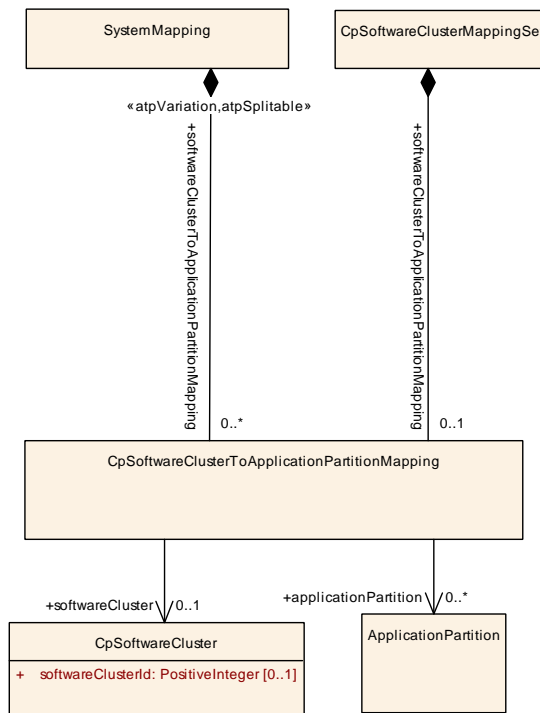 SystemMapping
CpSoftwareClusterMappingSe
«atpVariation,atpSplitable»
+softwareClusterToApplicationPartitionMapping
+softwareClusterToApplicationPartitionMapping
0..*
0..1
CpSoftwareClusterToApplicationPartitionMapping
+softwareCluster
0..1
+applicationPartition
0..*
CpSoftwareCluster
ApplicationPartition
+ softwareClusterId: PositiveInteger [0..1]